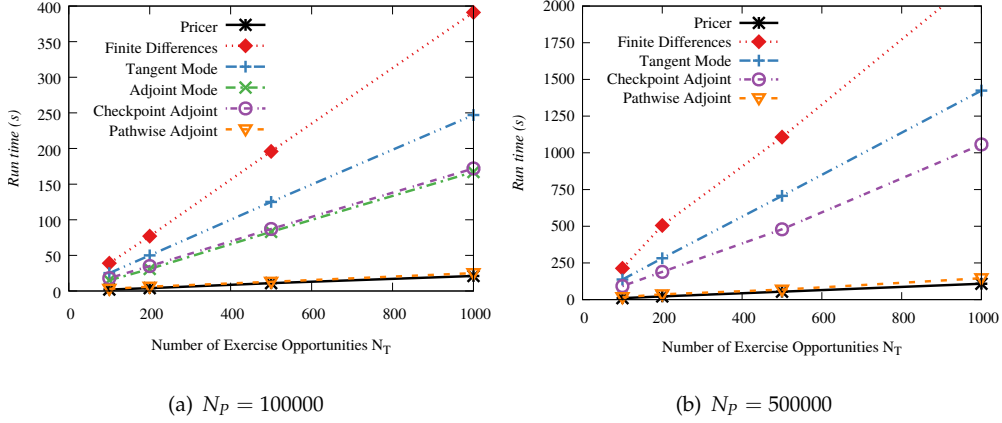 400
350
300
250
200
150
100
50
0
Run time (s)
Pricer
Finite Differences
Tangent Mode
Adjoint Mode
Checkpoint Adjoint
Pathwise Adjoint
0 200 400 600 800 1000
Number of Exercise Opportunities N_T
(a) N_P = 100000
2000
1750
1500
1250
1000
750
500
250
0
Run time (s)
Pricer
Finite Differences
Tangent Mode
Checkpoint Adjoint
Pathwise Adjoint
0 200 400 600 800 1000
Number of Exercise Opportunities N_T
(b) N_P = 500000